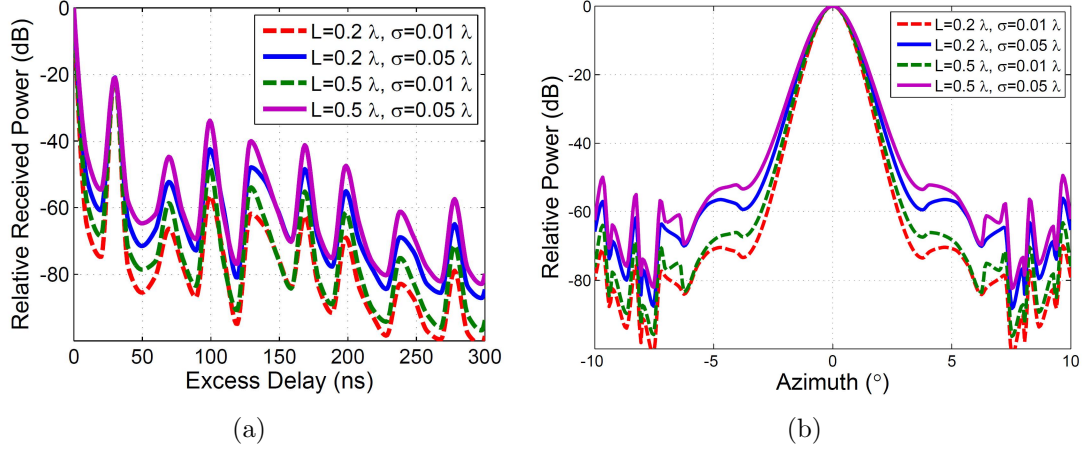 0
-20
-40
-60
-80
Relative Received Power (dB)
L=0.2 λ, σ=0.01 λ
L=0.2 λ, σ=0.05 λ
L=0.5 λ, σ=0.01 λ
L=0.5 λ, σ=0.05 λ
0 50 100 150 200 250 300
Excess Delay (ns)
(a)
0
-20
-40
-60
-80
Relative Power (dB)
L=0.2 λ, σ=0.01 λ
L=0.2 λ, σ=0.05 λ
L=0.5 λ, σ=0.01 λ
L=0.5 λ, σ=0.05 λ
-10 -5 0 5 10
Azimuth (°)
(b)